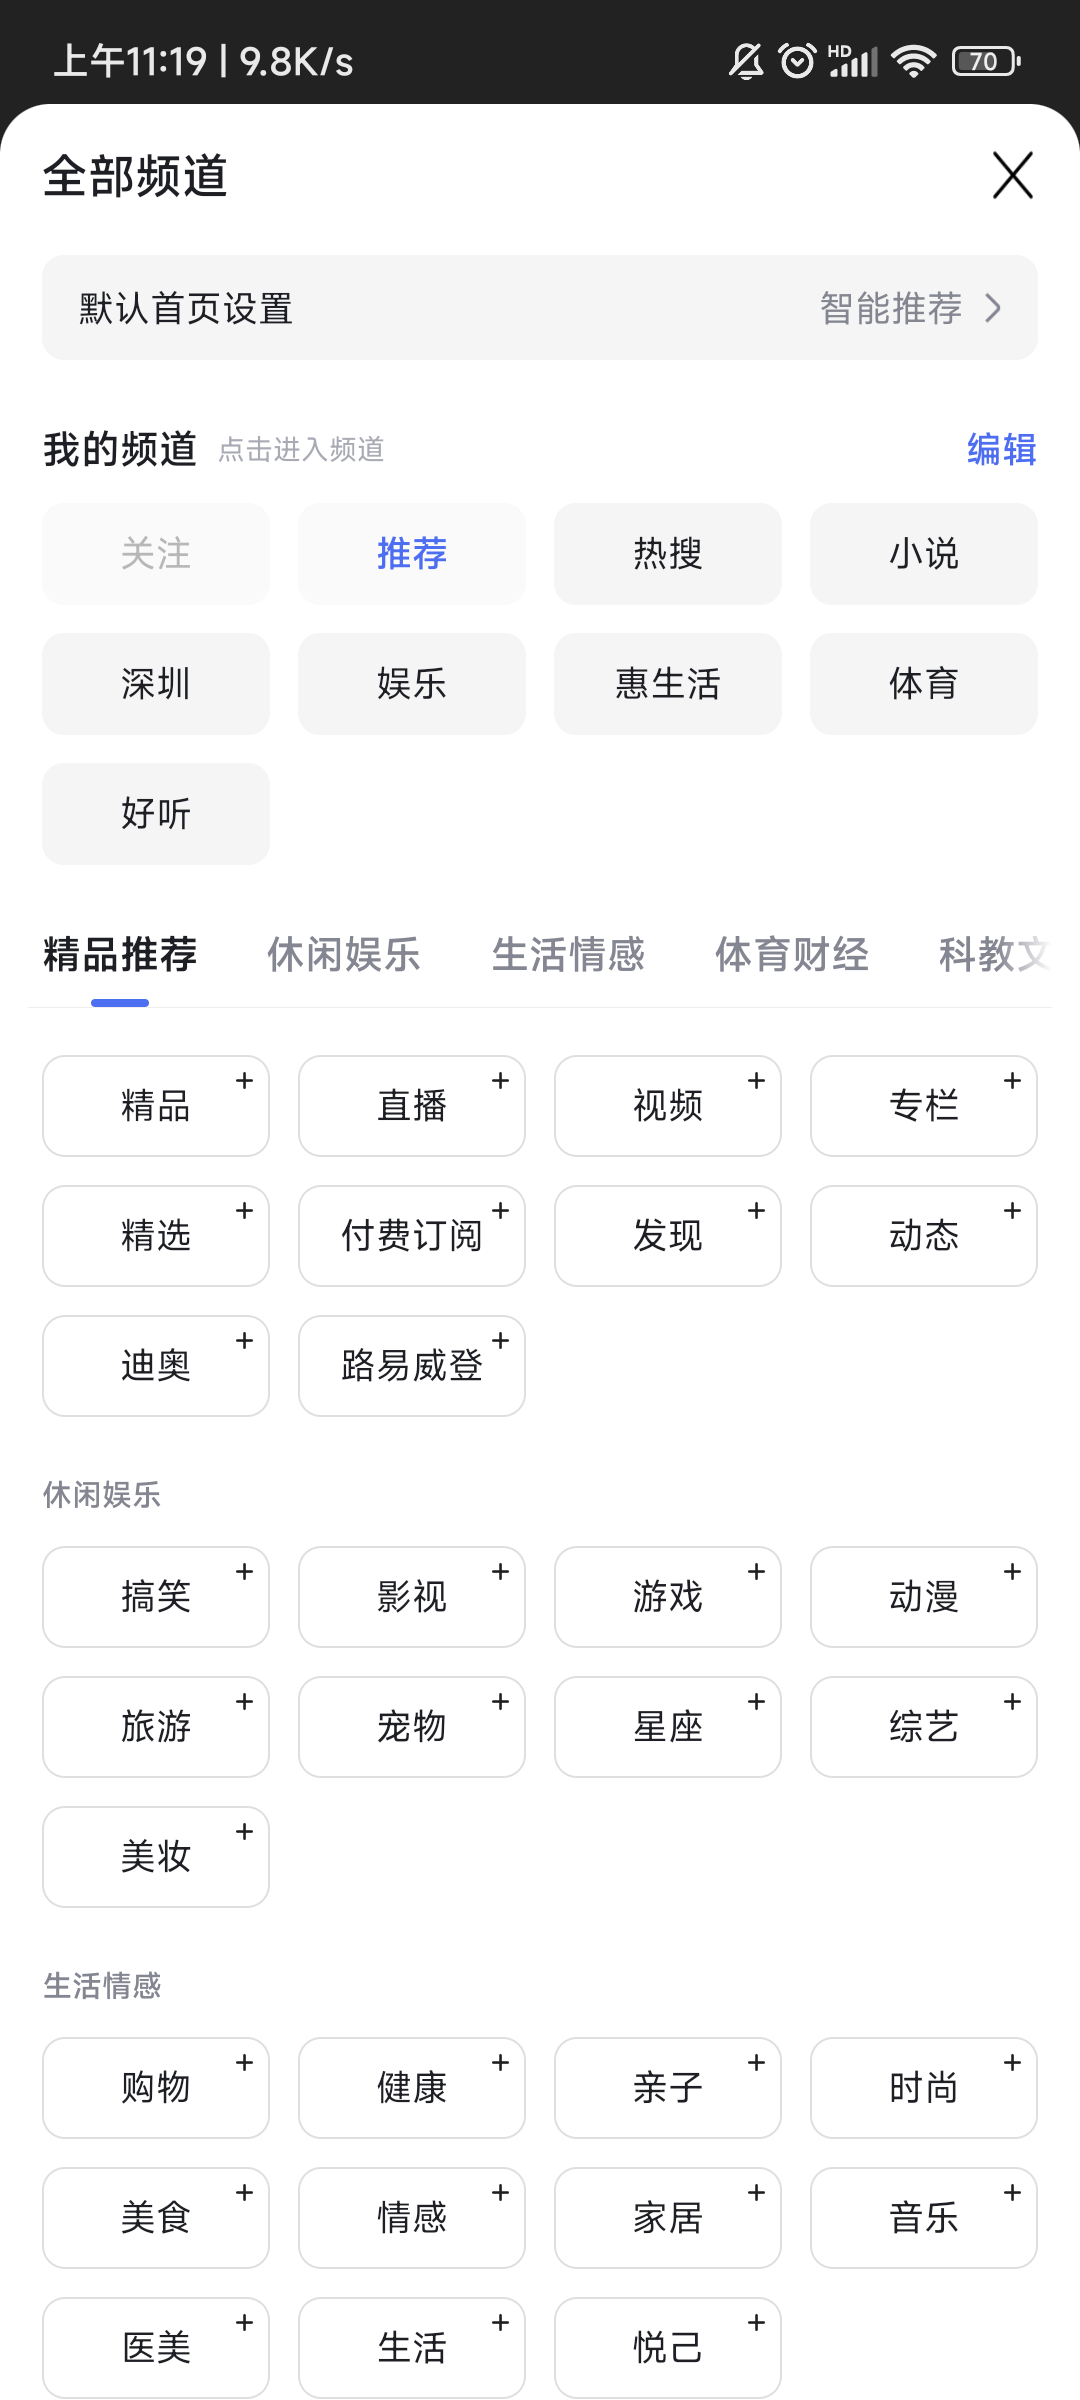 上午11:19 | 9.8K/s HD 70
全部频道
默认首页设置 智能推荐
我的频道 点击进入频道 编辑
关注 推荐 热搜 小说
深圳 娱乐 惠生活 体育
好听
精品推荐 休闲娱乐 生活情感 体育财经 科教文
精品 直播 视频 专栏
精选 付费订阅 发现 动态
迪奥 路易威登
休闲娱乐
搞笑 影视 游戏 动漫
旅游 宠物 星座 综艺
美妆
生活情感
购物 健康 亲子 时尚
美食 情感 家居 音乐
医美 生活 悦己